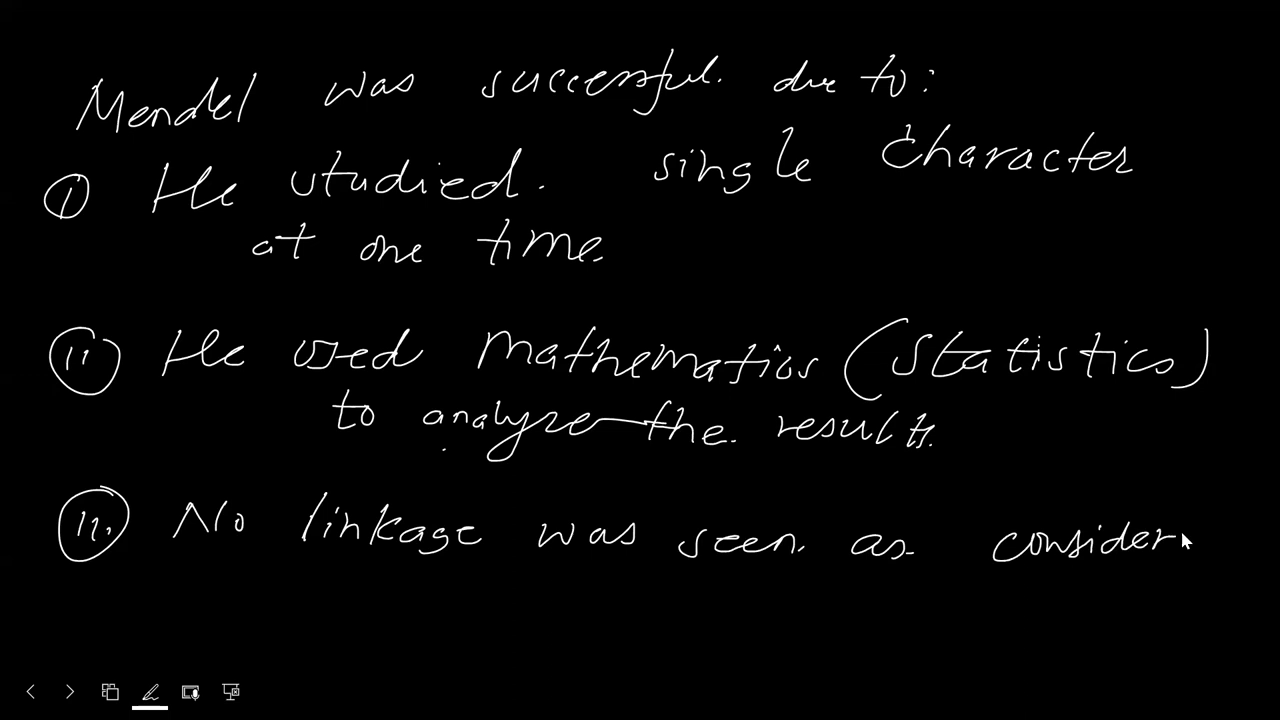 Mendel was successful. due to:
① He studied. single character
at one time.
ii He used Mathematics (statistics)
to analyze the. results.
iii. No linkage was seen. as consider